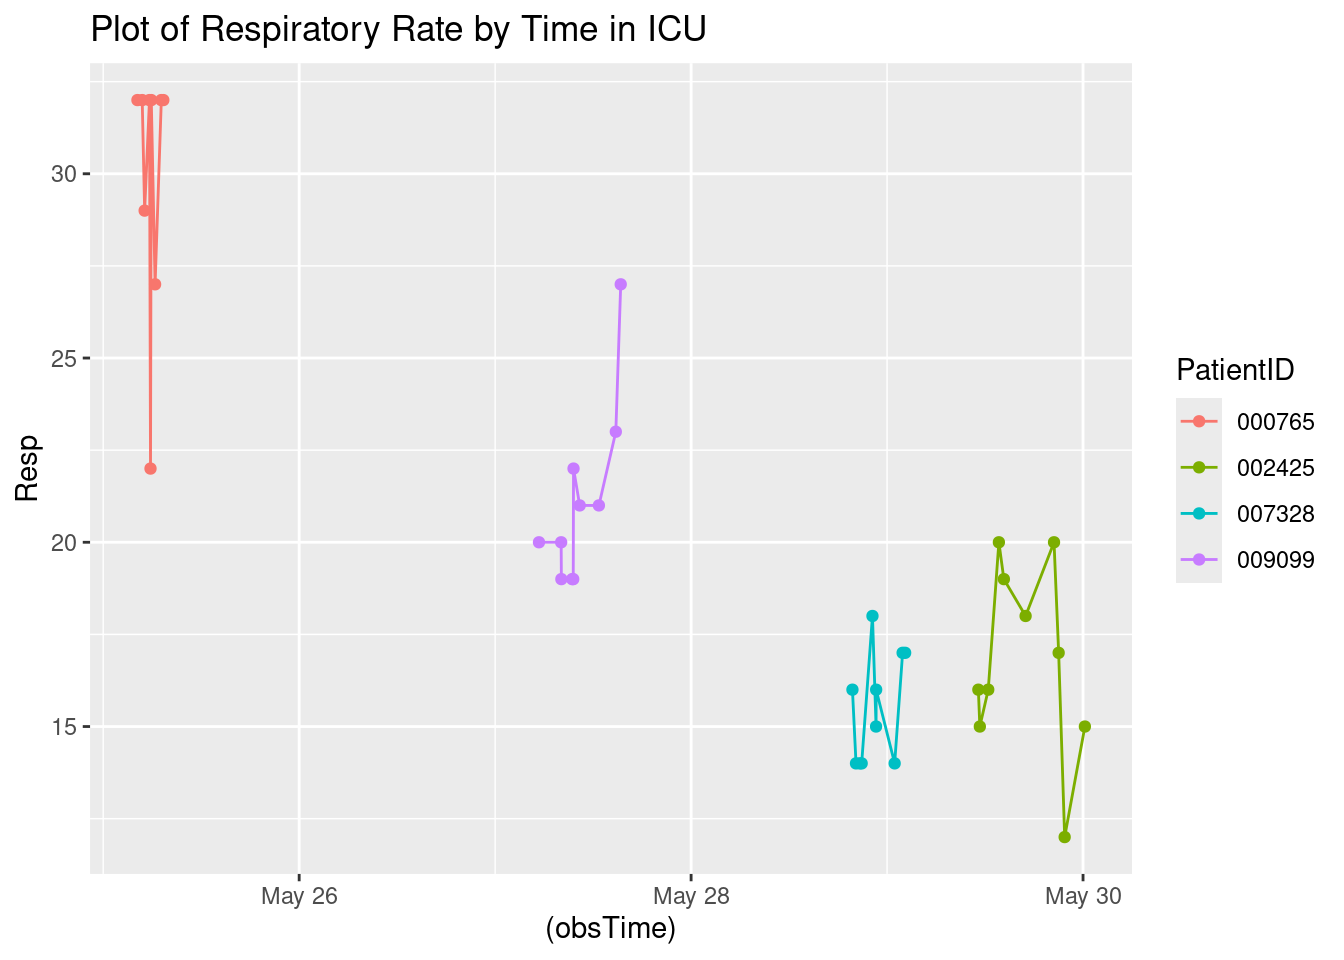 Plot of Respiratory Rate by Time in ICU
30
25
20
15
Resp
May 26
May 28
May 30
(obsTime)
PatientID
000765
002425
007328
009099